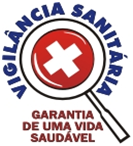 VIGILÂNCIA SANITÁRIA
GARANTIA
DE UMA VIDA
SAUDÁVEL